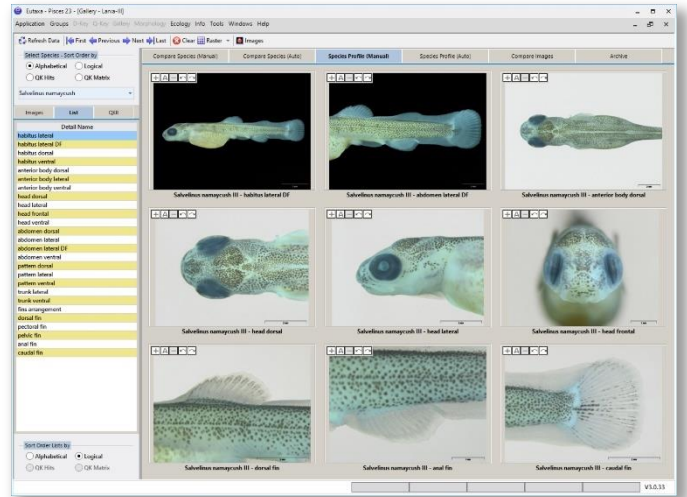 Eutaxa - Pisces 23 - [Gallery - Larva-III]
Application Groups D-Key O-Key Gallery Morphology Ecology Info Tools Windows Help
Refresh Data First Previous Next Last Clear Raster Images
Select Species - Sort Order by
Alphabetical Logical
QK Hits QK Matrix
Salvelinus namaycush
Images List QKR
Detail Name
habitus lateral
habitus lateral DF
habitus dorsal
habitus ventral
anterior body dorsal
anterior body lateral
anterior body ventral
head dorsal
head lateral
head frontal
head ventral
abdomen dorsal
abdomen lateral
abdomen lateral DF
abdomen ventral
pattern dorsal
pattern lateral
pattern ventral
trunk lateral
trunk ventral
fins arrangement
dorsal fin
pectoral fin
pelvic fin
anal fin
caudal fin
Sort Order Lists by
Alphabetical Logical
QK Hits QK Matrix
Compare Species (Manual) Compare Species (Auto) Species Profile (Manual) Species Profile (Auto) Compare Images Archive
Salvelinus namaycush III - habitus lateral DF
Salvelinus namaycush III - abdomen lateral DF
Salvelinus namaycush III - anterior body dorsal
Salvelinus namaycush III - head dorsal
Salvelinus namaycush III - head lateral
Salvelinus namaycush III - head frontal
Salvelinus namaycush III - dorsal fin
Salvelinus namaycush III - anal fin
Salvelinus namaycush III - caudal fin
V3.0.33